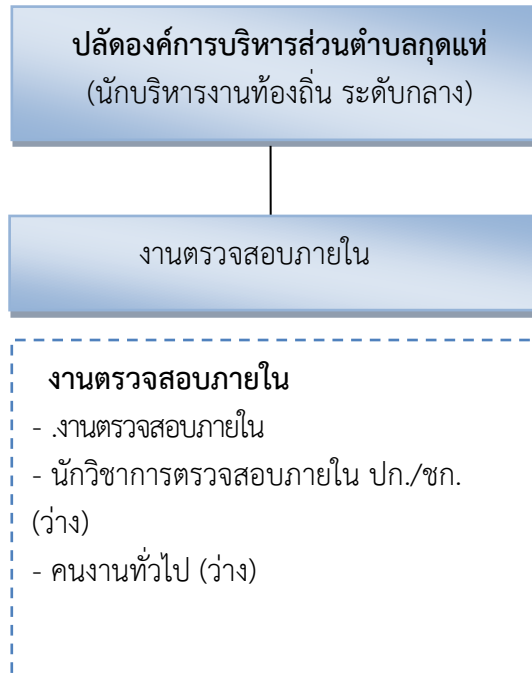 ปลัดองค์การบริหารส่วนตำบลกุดแห่
(นักบริหารงานท้องถิ่น ระดับกลาง)
งานตรวจสอบภายใน
งานตรวจสอบภายใน
- .งานตรวจสอบภายใน
- นักวิชาการตรวจสอบภายใน ปก./ชก.
(ว่าง)
- คนงานทั่วไป (ว่าง)